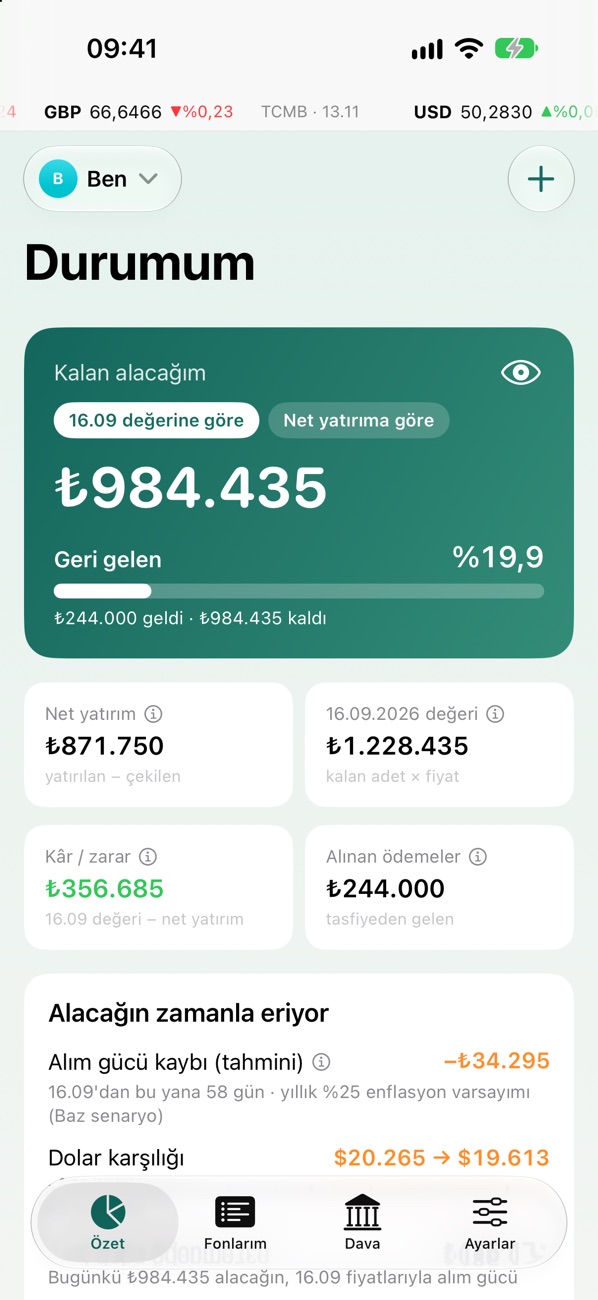 09:41
24 GBP 66,6466 ▼%0,23 TCMB · 13.11 USD 50,2830 ▲%0,0
B Ben
Durumum
Kalan alacağım
16.09 değerine göre Net yatırıma göre
₺984.435
Geri gelen %19,9
₺244.000 geldi · ₺984.435 kaldı
Net yatırım
₺871.750
yatırılan – çekilen
16.09.2026 değeri
₺1.228.435
kalan adet × fiyat
Kâr / zarar
₺356.685
16.09 değeri – net yatırım
Alınan ödemeler
₺244.000
tasfiyeden gelen
Alacağın zamanla eriyor
Alım gücü kaybı (tahmini) –₺34.295
16.09'dan bu yana 58 gün · yıllık %25 enflasyon varsayımı
(Baz senaryo)
Dolar karşılığı $20.265 → $19.613
Özet Fonlarım Dava Ayarlar
Bugünkü ₺984.435 alacağın, 16.09 fiyatlarıyla alım gücü